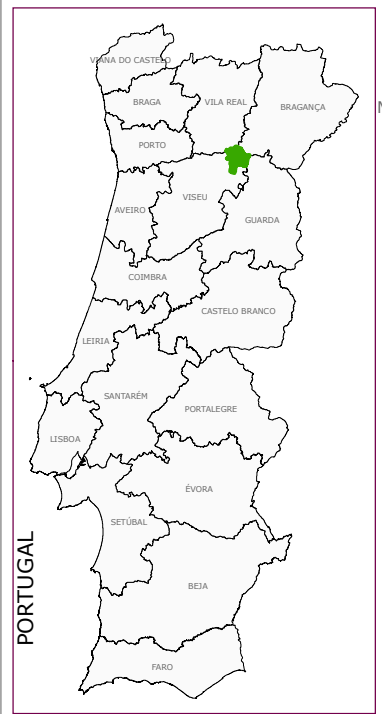 VIANA DO CASTELO
BRAGA
VILA REAL
BRAGANÇA
N
PORTO
VISEU
AVEIRO
GUARDA
COIMBRA
CASTELO BRANCO
LEIRIA
SANTARÉM
PORTALEGRE
LISBOA
ÉVORA
SETÚBAL
BEJA
FARO
PORTUGAL